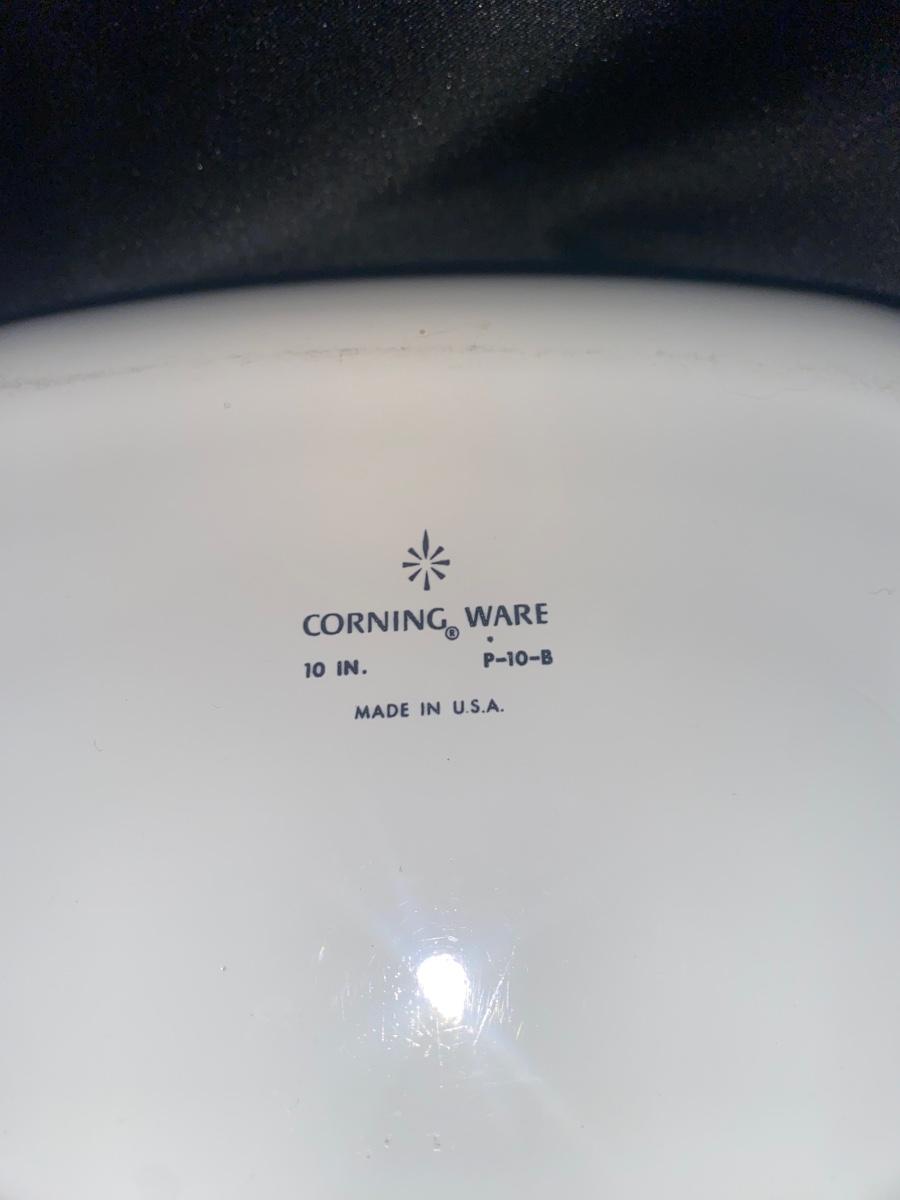 CORNING® WARE
10 IN. P-10-B
MADE IN U.S.A.